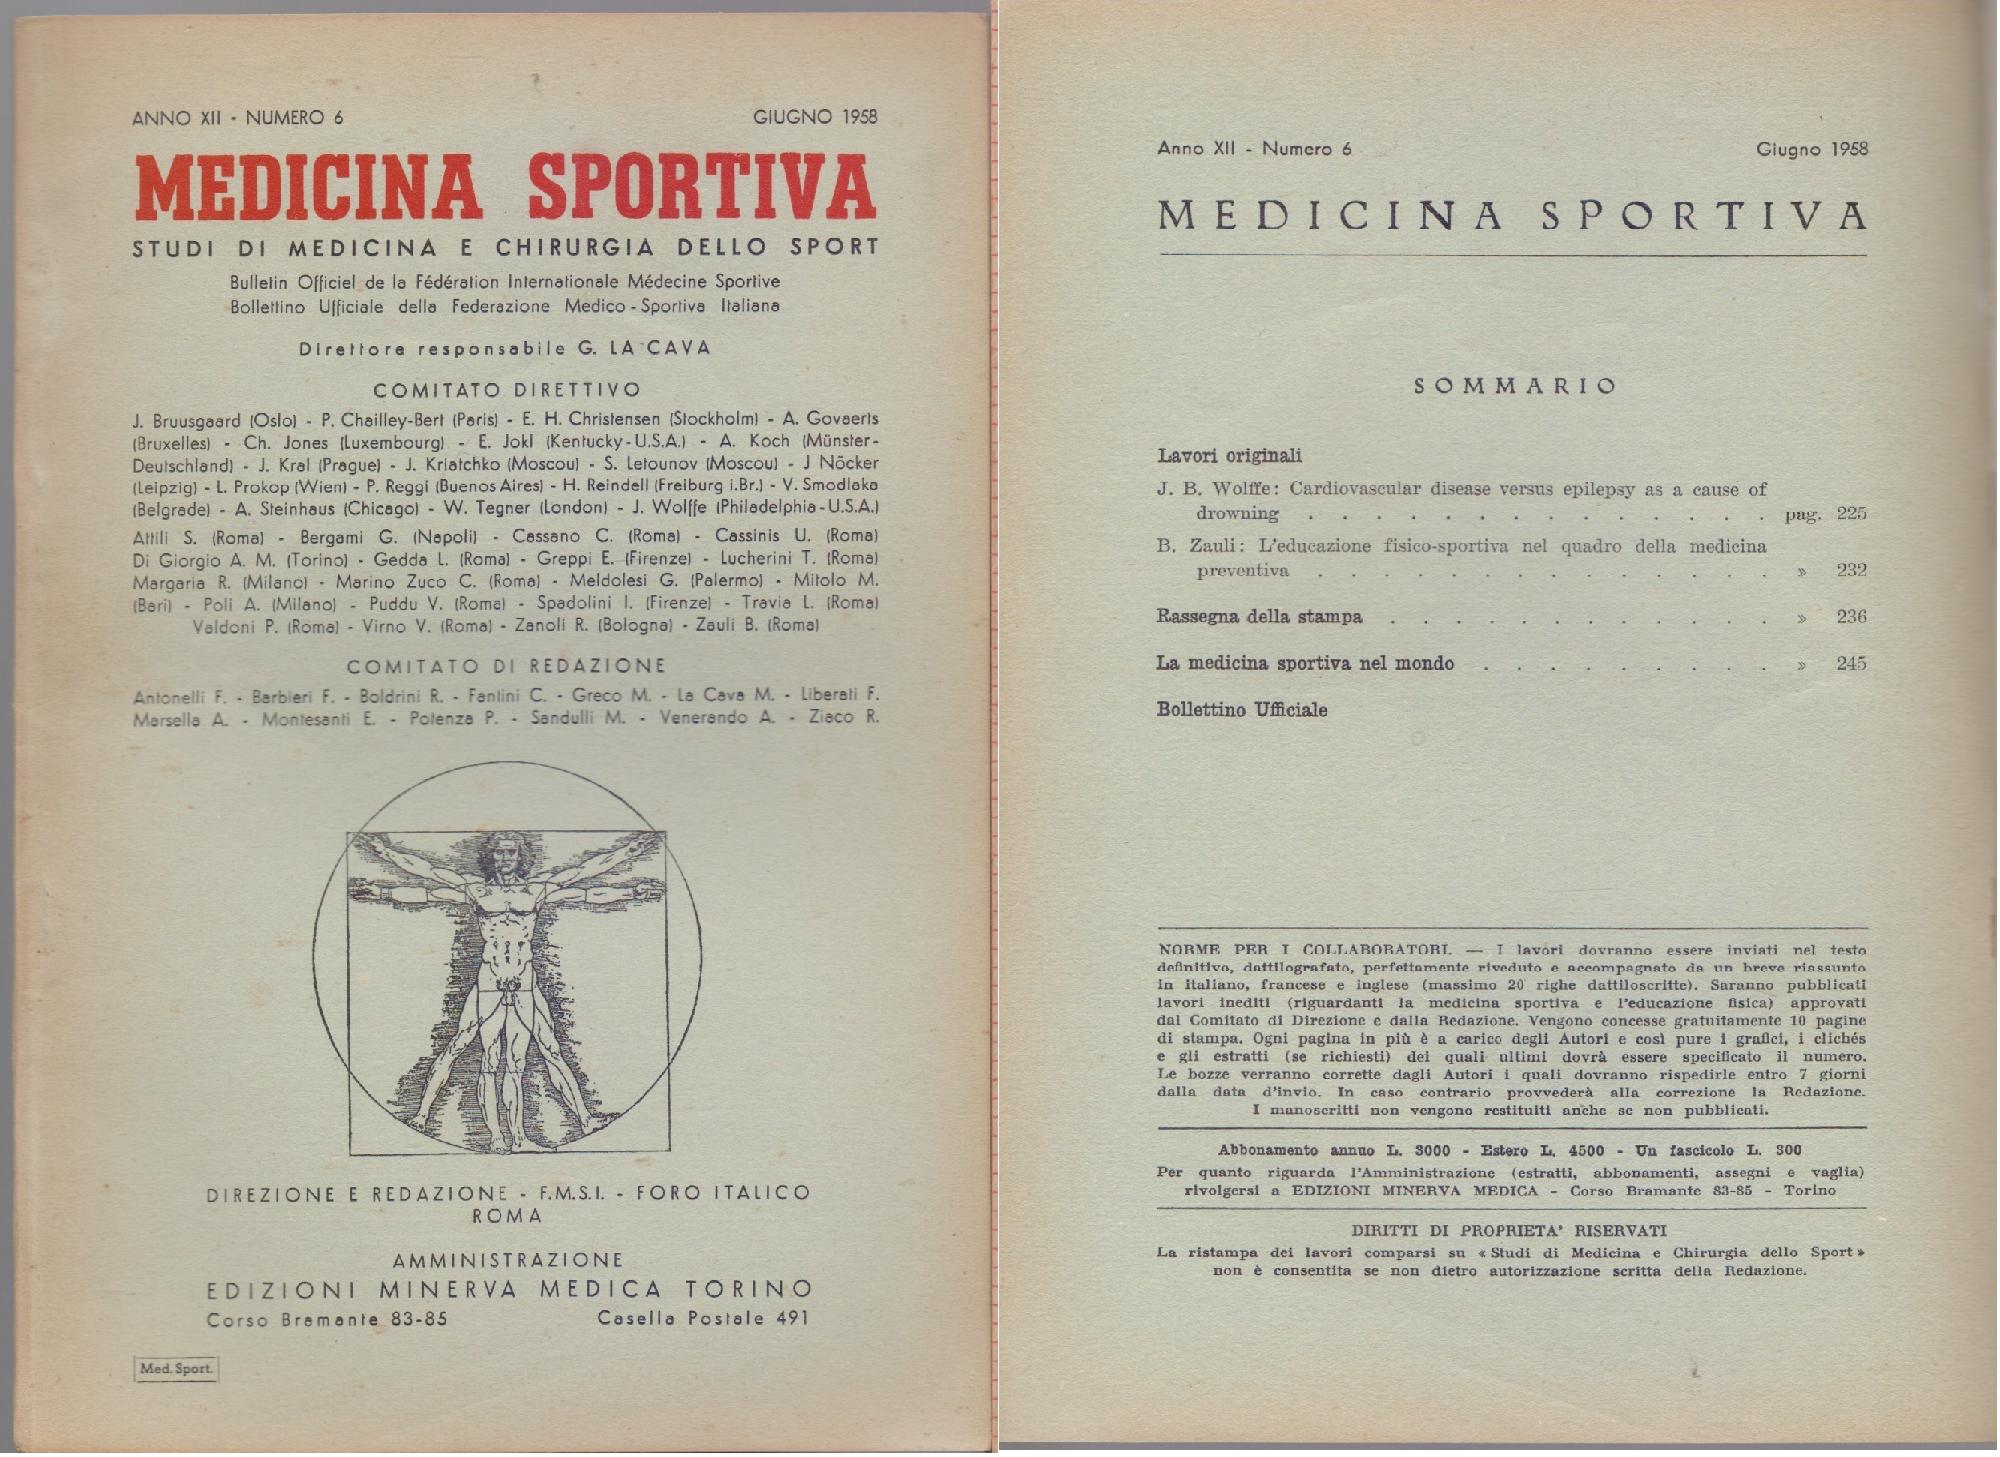 ANNO XII - NUMERO 6 GIUGNO 1958
MEDICINA SPORTIVA
STUDI DI MEDICINA E CHIRURGIA DELLO SPORT
Bulletin Officiel de la Fédération Internationale Médecine Sportive
Bollettino Ufficiale della Federazione Medico-Sportiva Italiana
Direttore responsabile G. LA CAVA
COMITATO DIRETTIVO
J. Bruusgaard (Oslo) - P. Chailley-Bert (Paris) - E. H. Christensen (Stockholm) - A. Govaerts
(Bruxelles) - Ch. Jones (Luxembourg) - E. Jokl (Kentucky-U.S.A.) - A. Koch (Münster-
Deutschland) - J. Kral (Prague) - J. Kriatchko (Moscou) - S. Letounov (Moscou) - J Nöcker
(Leipzig) - L. Prokop (Wien) - P. Reggi (Buenos Aires) - H. Reindell (Freiburg i.Br.) - V. Smodlaka
(Belgrade) - A. Steinhaus (Chicago) - W. Tegner (London) - J. Wolffe (Philadelphia-U.S.A.)
Attili S. (Roma) - Bergami G. (Napoli) - Cassano C. (Roma) - Cassinis U. (Roma)
Di Giorgio A. M. (Torino) - Gedda L. (Roma) - Greppi E. (Firenze) - Lucherini T. (Roma)
Margaria R. (Milano) - Marino Zuco C. (Roma) - Meldolesi G. (Palermo) - Mitolo M.
(Bari) - Poli A. (Milano) - Puddu V. (Roma) - Spadolini I. (Firenze) - Travia L. (Roma)
Valdoni P. (Roma) - Virno V. (Roma) - Zanoli R. (Bologna) - Zauli B. (Roma)
COMITATO DI REDAZIONE
Antonelli F. - Barbieri F. - Boldrini R. - Fantini C. - Greco M. - La Cava M. - Liberati F.
Marsella A. - Montesanti E. - Potenza P. - Sandulli M. - Venerando A. - Ziaco R.
DIREZIONE E REDAZIONE - F.M.S.I. - FORO ITALICO
ROMA
AMMINISTRAZIONE
EDIZIONI MINERVA MEDICA TORINO
Corso Bramante 83-85 Casella Postale 491
Med. Sport.
Anno XII - Numero 6 Giugno 1958
MEDICINA SPORTIVA
SOMMARIO
Lavori originali
J. B. Wolffe: Cardiovascular disease versus epilepsy as a cause of
drowning . . . . . . . . . . . . . pag. 225
B. Zauli: L'educazione fisico-sportiva nel quadro della medicina
preventiva . . . . . . . . . . . . . » 232
Rassegna della stampa . . . . . . . . . . . » 236
La medicina sportiva nel mondo . . . . . . . . » 245
Bollettino Ufficiale
NORME PER I COLLABORATORI. — I lavori dovranno essere inviati nel testo
definitivo, dattilografato, perfettamente riveduto e accompagnato da un breve riassunto
in italiano, francese e inglese (massimo 20 righe dattiloscritte). Saranno pubblicati
lavori inediti (riguardanti la medicina sportiva e l'educazione fisica) approvati
dal Comitato di Direzione e dalla Redazione. Vengono concesse gratuitamente 10 pagine
di stampa. Ogni pagina in più è a carico degli Autori e così pure i grafici, i clichés
e gli estratti (se richiesti) dei quali ultimi dovrà essere specificato il numero.
Le bozze verranno corrette dagli Autori i quali dovranno rispedirle entro 7 giorni
dalla data d'invio. In caso contrario provvederà alla correzione la Redazione.
I manoscritti non vengono restituiti anche se non pubblicati.
Abbonamento annuo L. 3000 - Estero L. 4500 - Un fascicolo L. 300
Per quanto riguarda l'Amministrazione (estratti, abbonamenti, assegni e vaglia)
rivolgersi a EDIZIONI MINERVA MEDICA - Corso Bramante 83-85 - Torino
DIRITTI DI PROPRIETA' RISERVATI
La ristampa dei lavori comparsi su « Studi di Medicina e Chirurgia dello Sport »
non è consentita se non dietro autorizzazione scritta della Redazione.